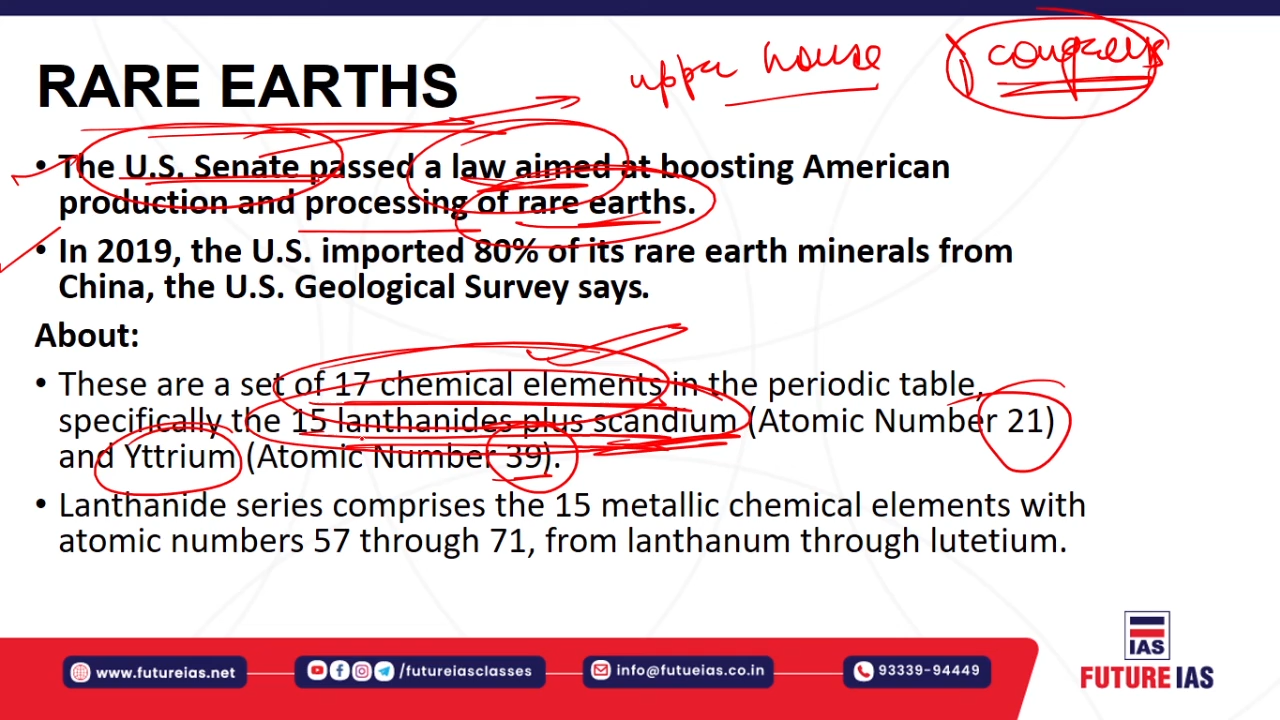 RARE EARTHS
upper house
congress
• The U.S. Senate passed a law aimed at boosting American
production and processing of rare earths.
• In 2019, the U.S. imported 80% of its rare earth minerals from
China, the U.S. Geological Survey says.
About:
• These are a set of 17 chemical elements in the periodic table,
specifically the 15 lanthanides plus scandium (Atomic Number 21)
and Yttrium (Atomic Number 39).
• Lanthanide series comprises the 15 metallic chemical elements with
atomic numbers 57 through 71, from lanthanum through lutetium.
www.futureias.net
/futureiasclasses
info@futueias.co.in
93339-94449
IAS
FUTURE IAS